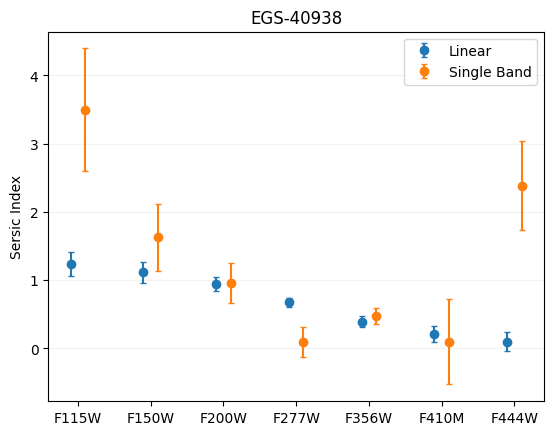 EGS-40938
Linear
Single Band
Sersic Index
4
3
2
1
0
F115W F150W F200W F277W F356W F410M F444W